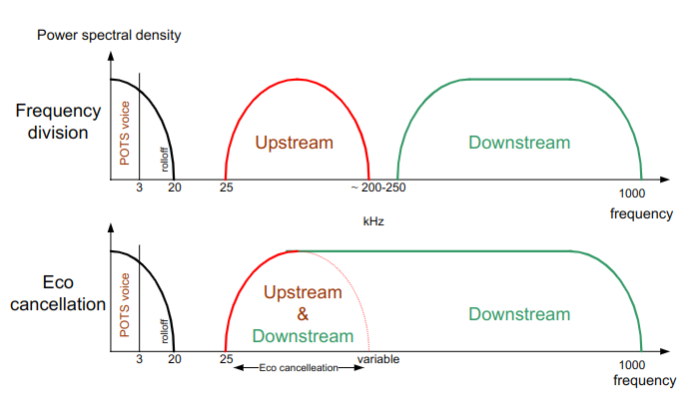 Power spectral density
Frequency
division
POTS voice
rolloff
Upstream
Downstream
3
20
25
~ 200-250
1000
frequency
kHz
Eco
cancellation
POTS voice
rolloff
Upstream
&
Downstream
Downstream
3
20
25
variable
1000
Eco cancelleation
frequency